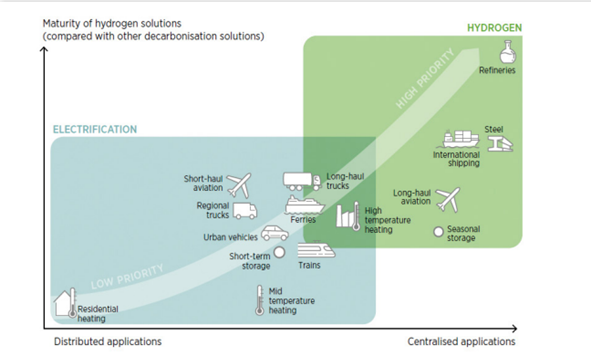 Maturity of hydrogen solutions
(compared with other decarbonisation solutions)
HYDROGEN
Refineries
HIGH PRIORITY
ELECTRIFICATION
Steel
International
shipping
Short-haul
aviation
Long-haul
trucks
Long-haul
aviation
Regional
trucks
Ferries
High
temperature
heating
Seasonal
storage
Urban vehicles
Short-term
storage
Trains
LOW PRIORITY
Mid
temperature
heating
Residential
heating
Distributed applications
Centralised applications